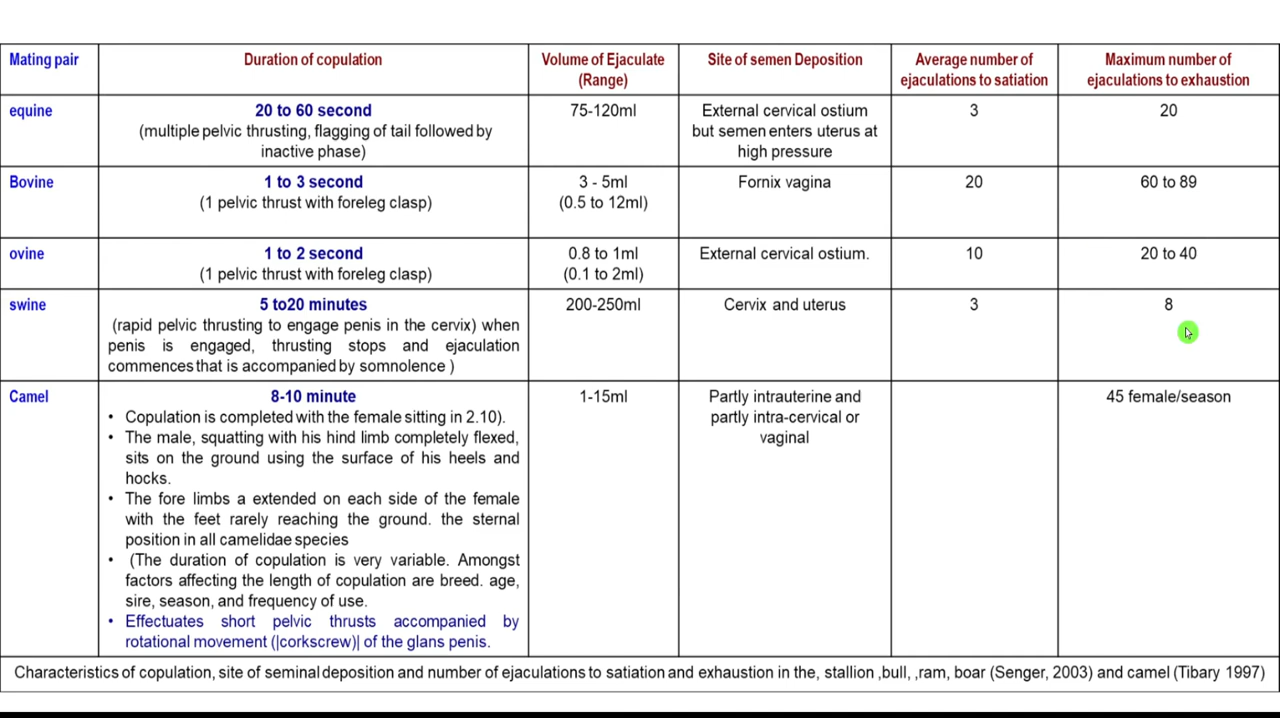 Mating pair
Duration of copulation
Volume of Ejaculate
(Range)
Site of semen Deposition
Average number of
ejaculations to satiation
Maximum number of
ejaculations to exhaustion
equine
20 to 60 second
(multiple pelvic thrusting, flagging of tail followed by
inactive phase)
75-120ml
External cervical ostium
but semen enters uterus at
high pressure
3
20
Bovine
1 to 3 second
(1 pelvic thrust with foreleg clasp)
3 - 5ml
(0.5 to 12ml)
Fornix vagina
20
60 to 89
ovine
1 to 2 second
(1 pelvic thrust with foreleg clasp)
0.8 to 1ml
(0.1 to 2ml)
External cervical ostium.
10
20 to 40
swine
5 to20 minutes
(rapid pelvic thrusting to engage penis in the cervix) when
penis is engaged, thrusting stops and ejaculation
commences that is accompanied by somnolence )
200-250ml
Cervix and uterus
3
8
Camel
8-10 minute
• Copulation is completed with the female sitting in 2.10).
• The male, squatting with his hind limb completely flexed,
sits on the ground using the surface of his heels and
hocks.
• The fore limbs a extended on each side of the female
with the feet rarely reaching the ground. the sternal
position in all camelidae species
• (The duration of copulation is very variable. Amongst
factors affecting the length of copulation are breed. age,
sire, season, and frequency of use.
• Effectuates short pelvic thrusts accompanied by
rotational movement (|corkscrew)| of the glans penis.
1-15ml
Partly intrauterine and
partly intra-cervical or
vaginal
45 female/season
Characteristics of copulation, site of seminal deposition and number of ejaculations to satiation and exhaustion in the, stallion ,bull, ,ram, boar (Senger, 2003) and camel (Tibary 1997)